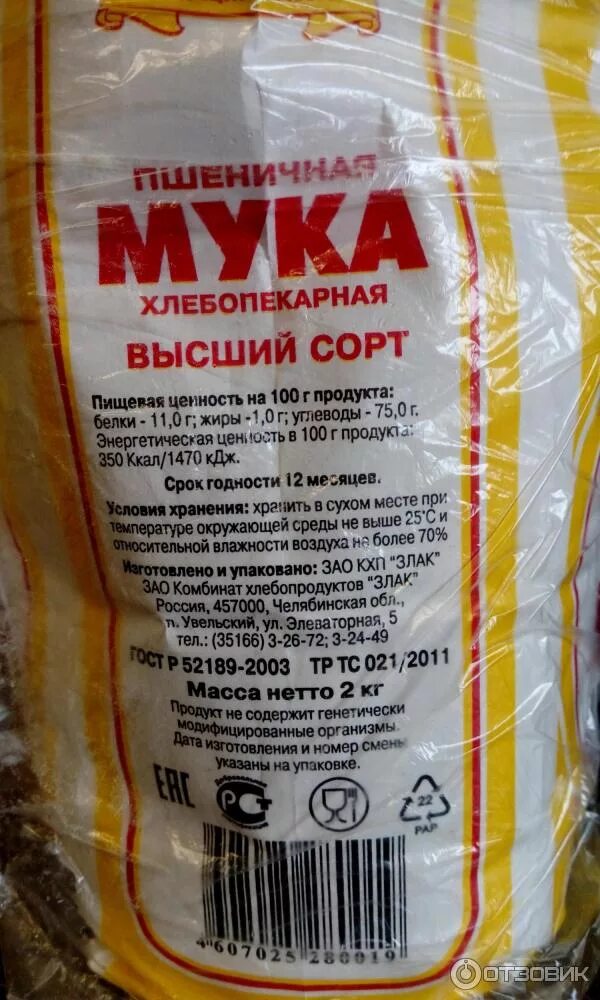 ПШЕНИЧНАЯ
МУКА
ХЛЕБОПЕКАРНАЯ
ВЫСШИЙ СОРТ
Пищевая ценность на 100 г продукта:
белки - 11,0 г; жиры -1,0 г; углеводы - 75,0 г.
Энергетическая ценность в 100 г продукта:
350 Ккал/1470 кДж.
Срок годности 12 месяцев.
Условия хранения: хранить в сухом месте при
температуре окружающей среды не выше 25°С и
относительной влажности воздуха не более 70%
Изготовлено и упаковано: ЗАО КХП "ЗЛАК"
ЗАО Комбинат хлебопродуктов "ЗЛАК"
Россия, 457000, Челябинская обл.,
п. Увельский, ул. Элеваторная, 5
тел.: (35166) 3-26-72; 3-24-49
ГОСТ Р 52189-2003 ТР ТС 021/2011
Масса нетто 2 кг
Продукт не содержит генетически
модифицированные организмы.
Дата изготовления и номер смены
указаны на упаковке.
ЕАС
Добровольная
РСТ
22
PAP
4 607025 280019
ОТЗОВИК